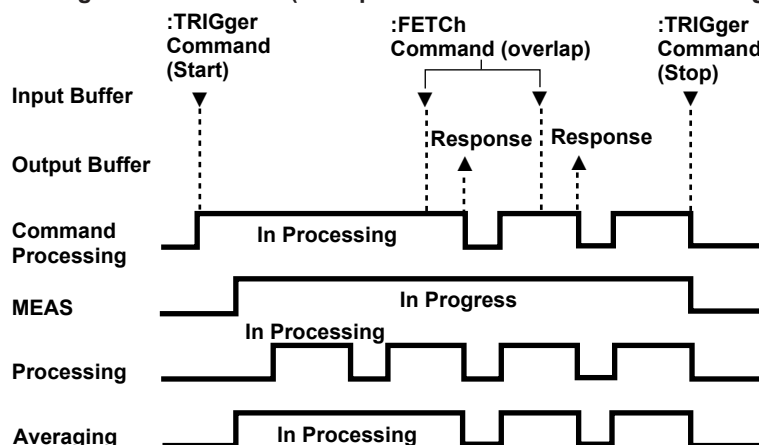 :TRIGger
Command
(Start)
:FETCh
Command (overlap)
:TRIGger
Command
(Stop)
Input Buffer
Response
Response
Output Buffer
Command
Processing
In Processing
MEAS
In Progress
In Processing
Processing
Averaging
In Processing